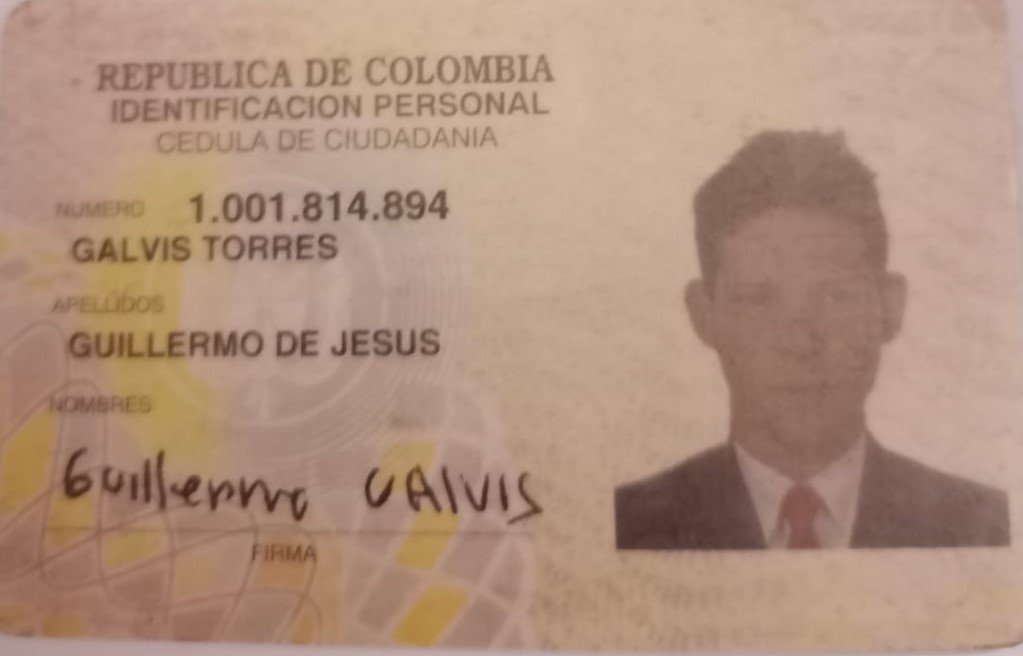 REPUBLICA DE COLOMBIA
IDENTIFICACION PERSONAL
CEDULA DE CIUDADANIA
NUMERO 1.001.814.894
GALVIS TORRES
APELLIDOS
GUILLERMO DE JESUS
NOMBRES
Guillermo GALVIS
FIRMA